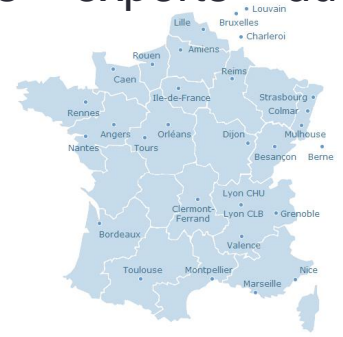 Louvain
Lille
Bruxelles
Charleroi
Amiens
Rouen
Caen
Reims
Ile-de-France
Strasbourg
Colmar
Rennes
Angers
Orléans
Dijon
Mulhouse
Nantes
Tours
Besançon
Berne
Lyon CHU
Clermont-
Ferrand
Lyon CLB
Grenoble
Bordeaux
Valence
Toulouse
Montpellier
Nice
Marseille